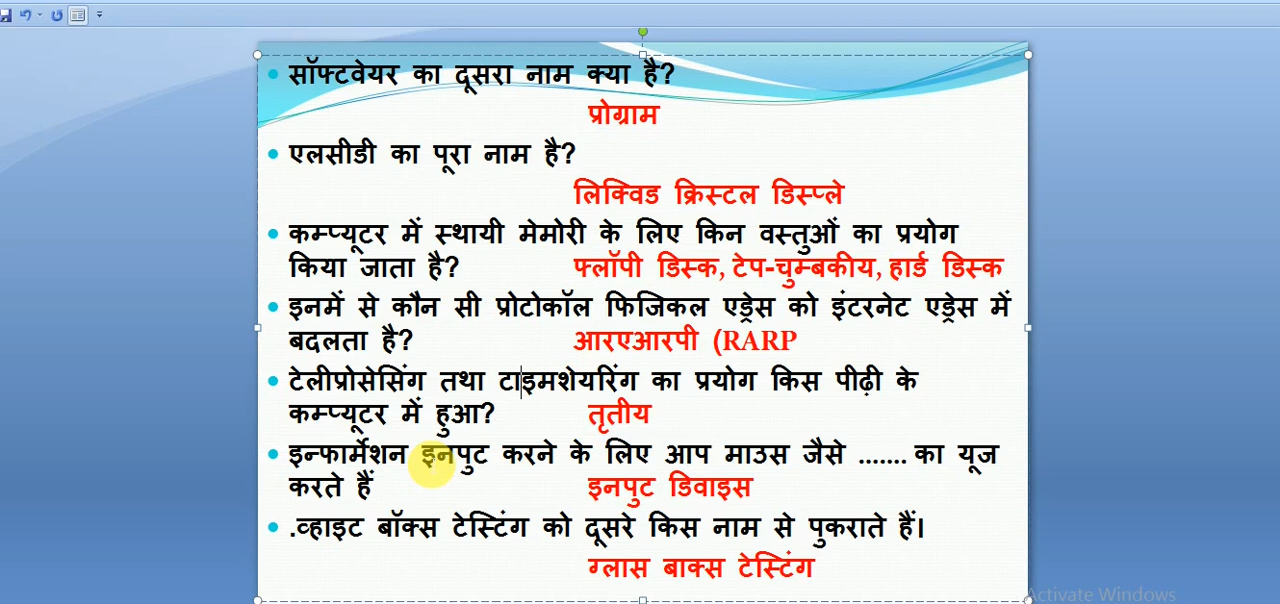 सॉफ्टवेयर का दूसरा नाम क्या है?
प्रोग्राम
एलसीडी का पूरा नाम है?
लिक्विड क्रिस्टल डिस्प्ले
कम्प्यूटर में स्थायी मेमोरी के लिए किन वस्तुओं का प्रयोग
किया जाता है? फ्लॉपी डिस्क, टेप-चुम्बकीय, हार्ड डिस्क
इनमें से कौन सी प्रोटोकॉल फिजिकल एड्रेस को इंटरनेट एड्रेस में
बदलता है? आरएआरपी (RARP
टेलीप्रोसेसिंग तथा टाइमशेयरिंग का प्रयोग किस पीढ़ी के
कम्प्यूटर में हुआ? तृतीय
इन्फार्मेशन इनपुट करने के लिए आप माउस जैसे ....... का यूज
करते हैं इनपुट डिवाइस
.व्हाइट बॉक्स टेस्टिंग को दूसरे किस नाम से पुकराते हैं।
ग्लास बाक्स टेस्टिंग
Activate Windows